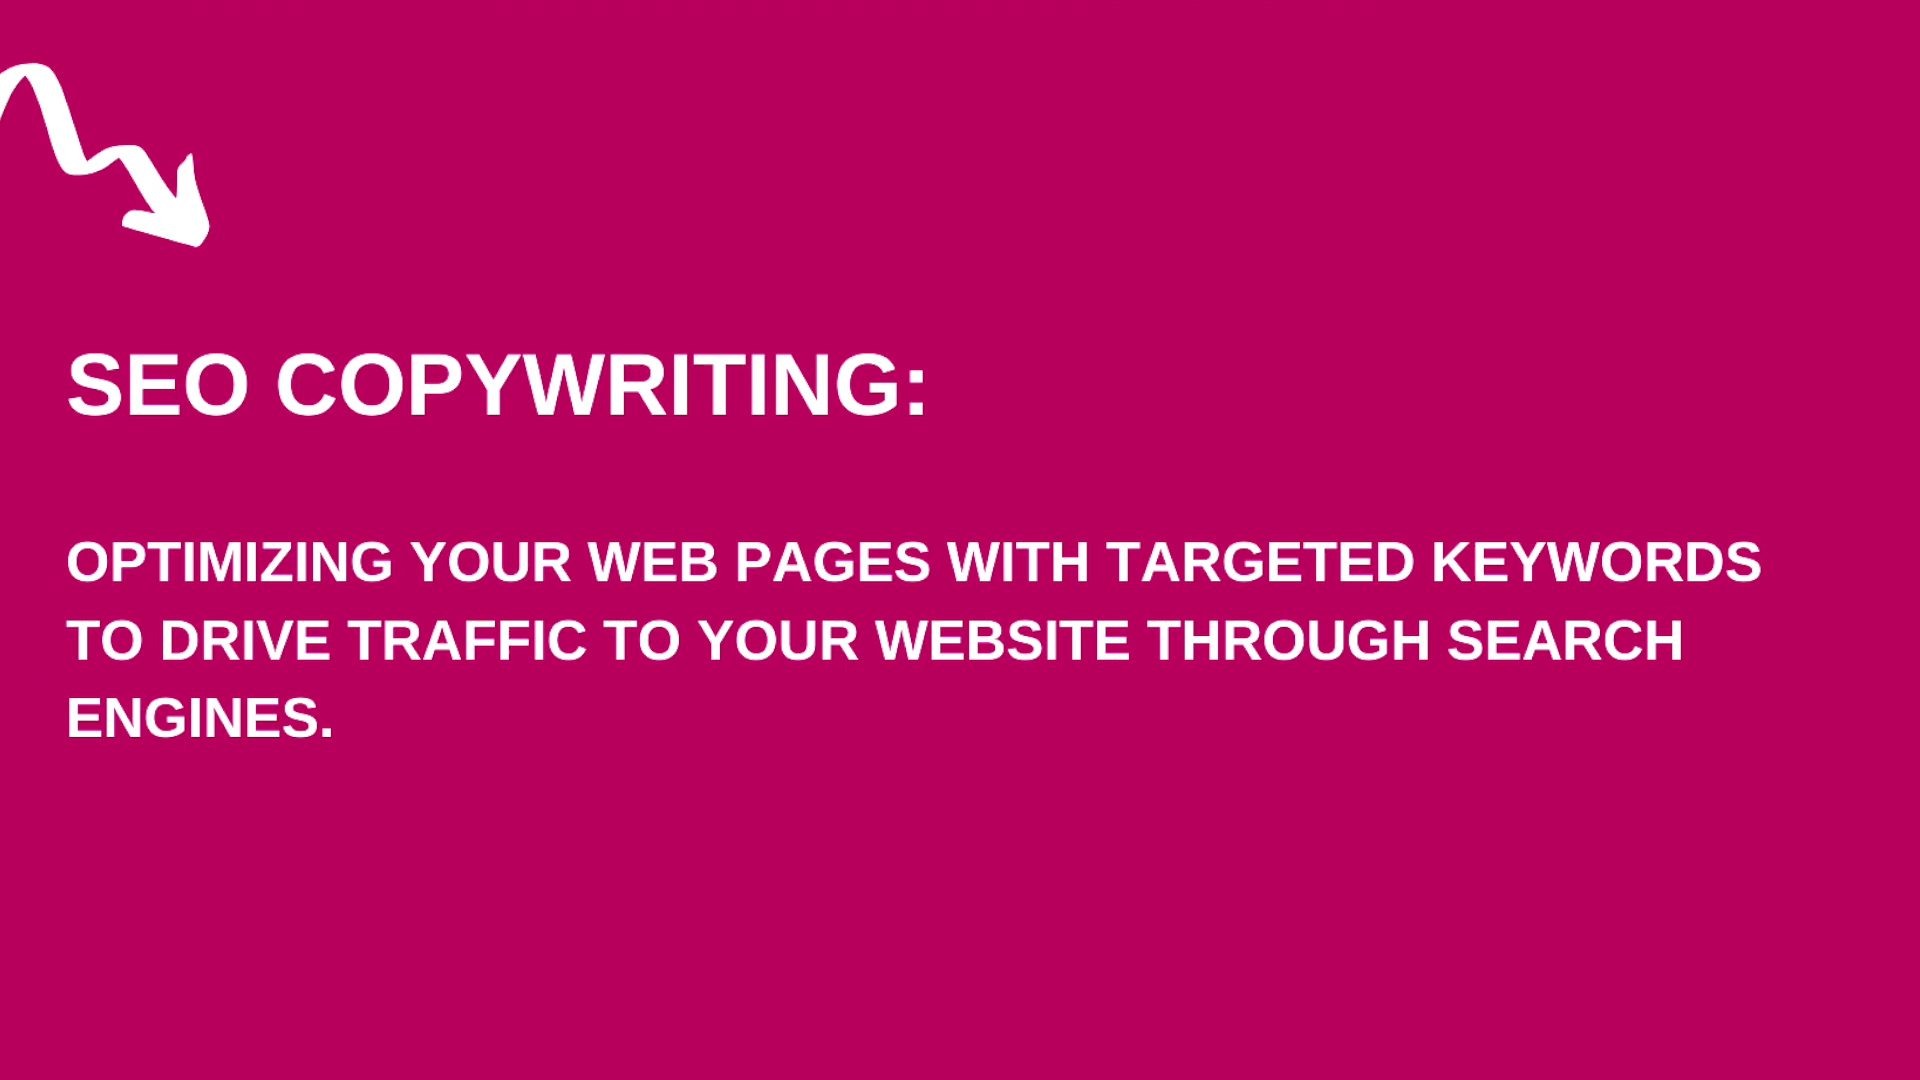 SEO COPYWRITING:
OPTIMIZING YOUR WEB PAGES WITH TARGETED KEYWORDS
TO DRIVE TRAFFIC TO YOUR WEBSITE THROUGH SEARCH
ENGINES.